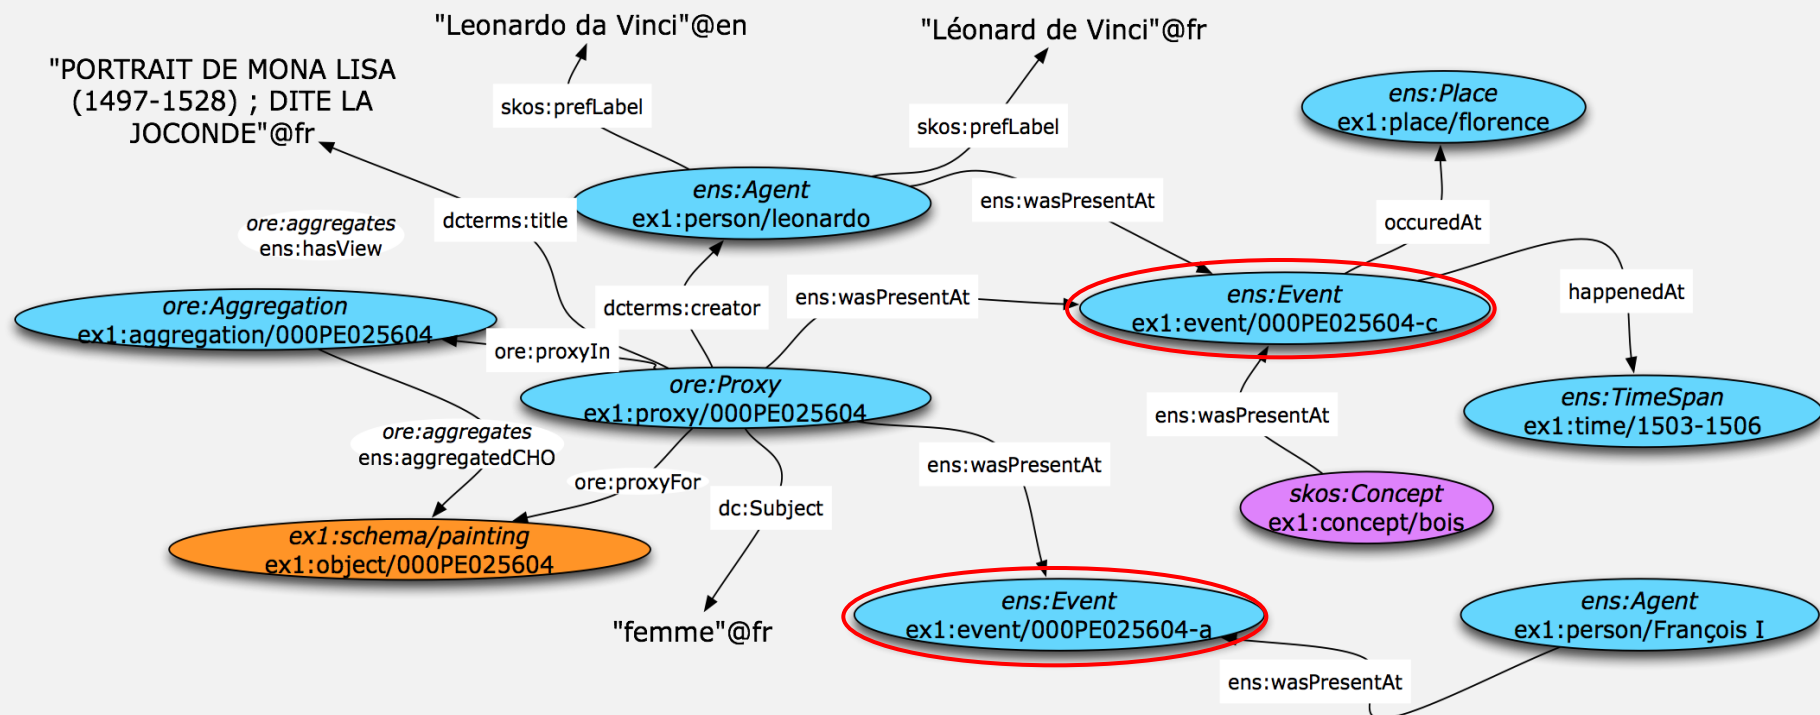 "Leonardo da Vinci"@en
"Léonard de Vinci"@fr
"PORTRAIT DE MONA LISA
(1497-1528) ; DITE LA
JOCONDE"@fr
skos:prefLabel
skos:prefLabel
ens:Place
ex1:place/florence
ens:Agent
ex1:person/leonardo
ens:wasPresentAt
occuredAt
dcterms:title
ore:aggregates
ens:hasView
ore:Aggregation
ex1:aggregation/000PE025604
dcterms:creator
ens:wasPresentAt
ens:Event
ex1:event/000PE025604-c
happenedAt
ore:proxyIn
ore:Proxy
ex1:proxy/000PE025604
ens:wasPresentAt
ens:TimeSpan
ex1:time/1503-1506
ore:aggregates
ens:aggregatedCHO
ore:proxyFor
dc:Subject
ens:wasPresentAt
skos:Concept
ex1:concept/bois
ex1:schema/painting
ex1:object/000PE025604
"femme"@fr
ens:Event
ex1:event/000PE025604-a
ens:Agent
ex1:person/François I
ens:wasPresentAt